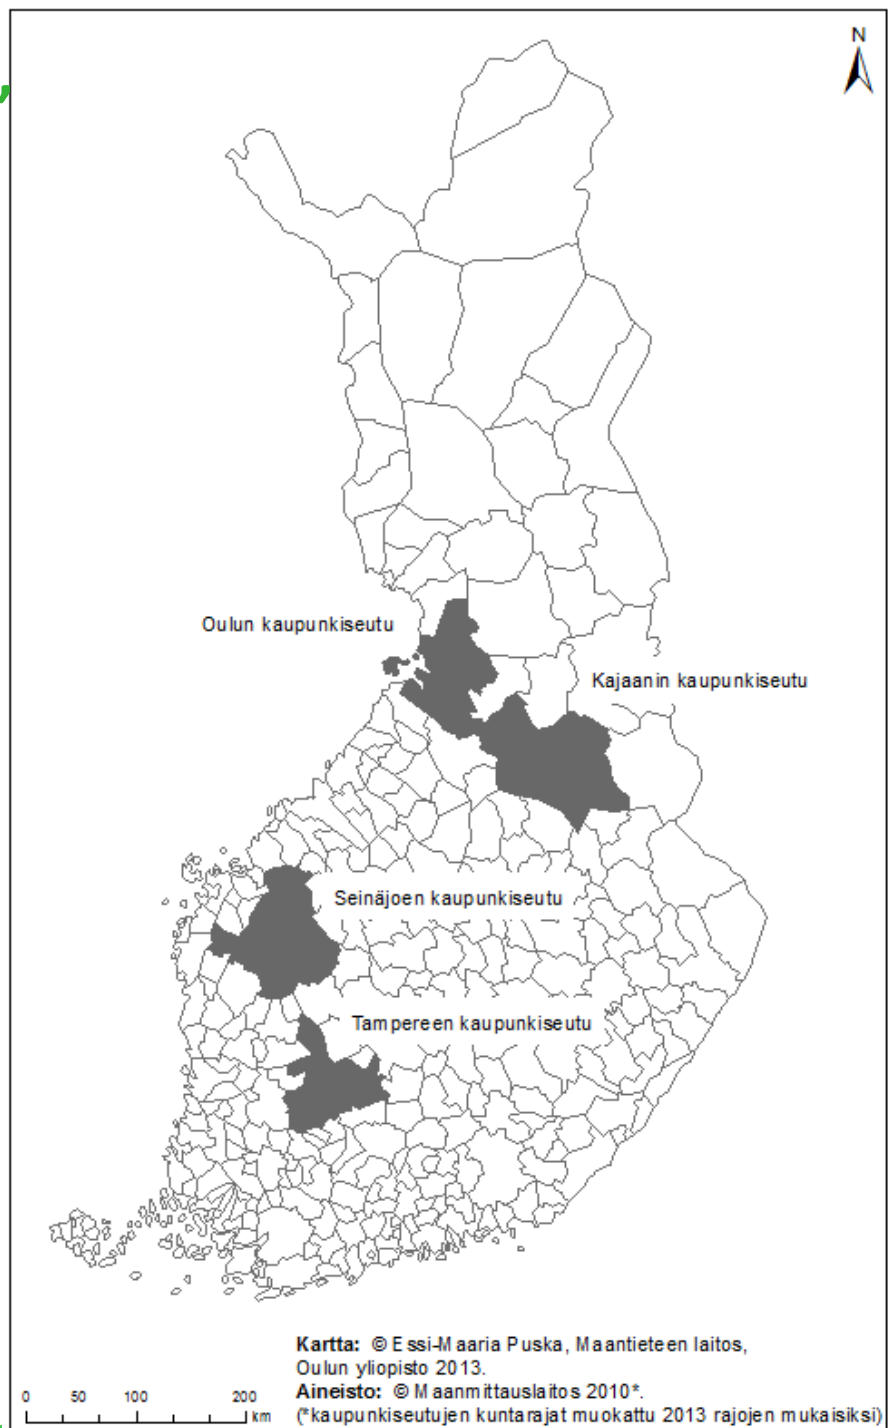 N
Oulun kaupunkiseutu
Kajaanin kaupunkiseutu
Seinäjoen kaupunkiseutu
Tampereen kaupunkiseutu
Kartta: © Essi-Maaria Puska, Maantieteen laitos,
Oulun yliopisto 2013.
Aineisto: © Maanmittauslaitos 2010*.
(*kaupunkiseutujen kuntarajat muokattu 2013 rajojen mukaisiksi)
0 50 100 200
km